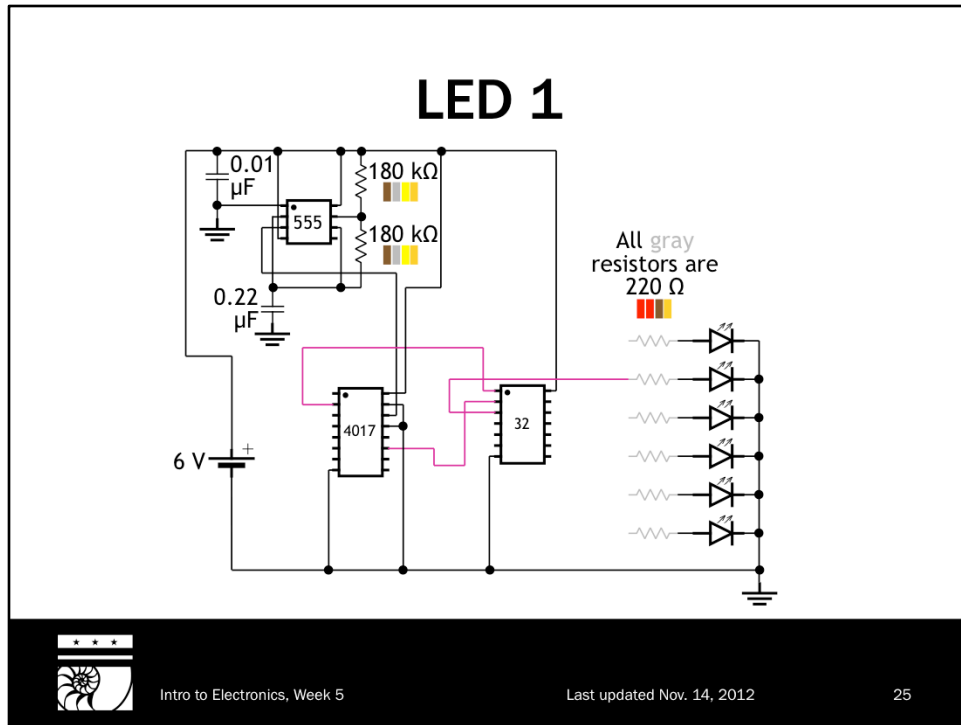 LED 1
0.01
µF
180 kΩ
555
180 kΩ
0.22
µF
All gray
resistors are
220 Ω
4017
32
6 V
+
Intro to Electronics, Week 5
Last updated Nov. 14, 2012
25